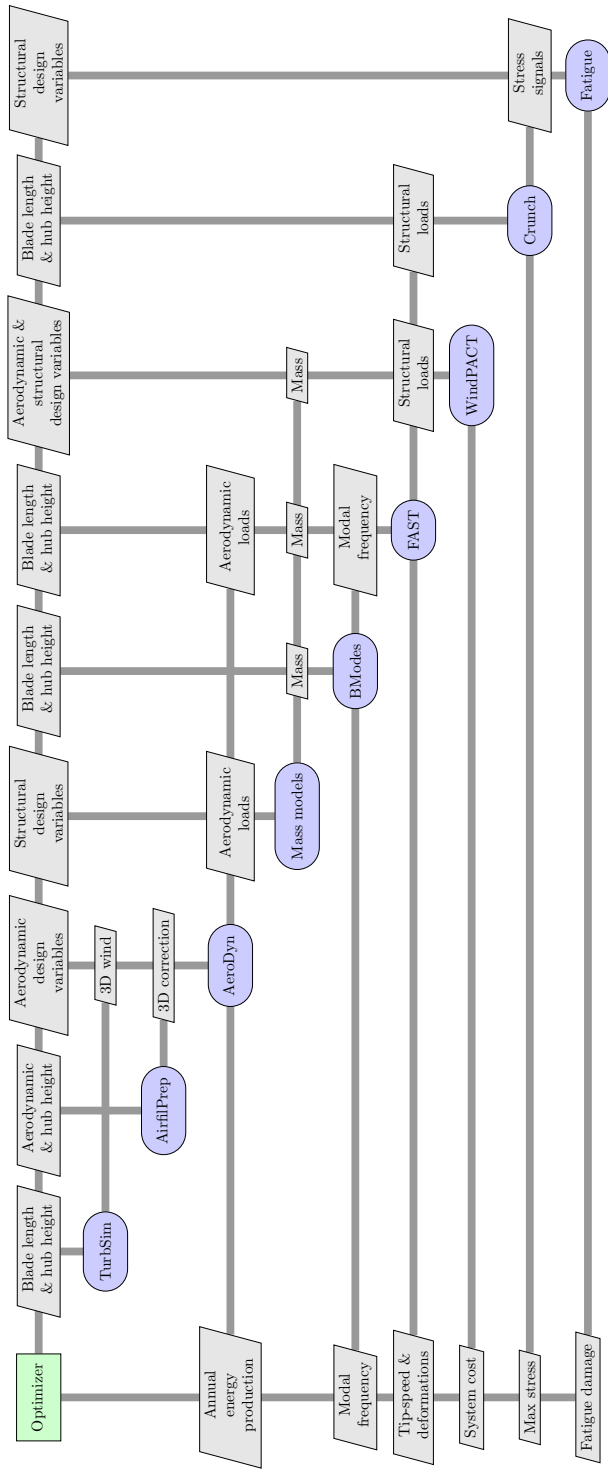 Optimizer
Blade length
& hub height
Aerodynamic
& hub height
Aerodynamic
design
variables
Structural
design
variables
Blade length
& hub height
Blade length
& hub height
Aerodynamic &
structural
design variables
Blade length
& hub height
Structural
design
variables
TurbSim
3D wind
AirfilPrep
3D correction
Annual
energy
production
AeroDyn
Aerodynamic
loads
Aerodynamic
loads
Mass models
Mass
Mass
Mass
Modal
frequency
BModes
Modal
frequency
Tip-speed &
deformations
FAST
Structural
loads
Structural
loads
System cost
WindPACT
Max stress
Crunch
Stress
signals
Fatigue damage
Fatigue